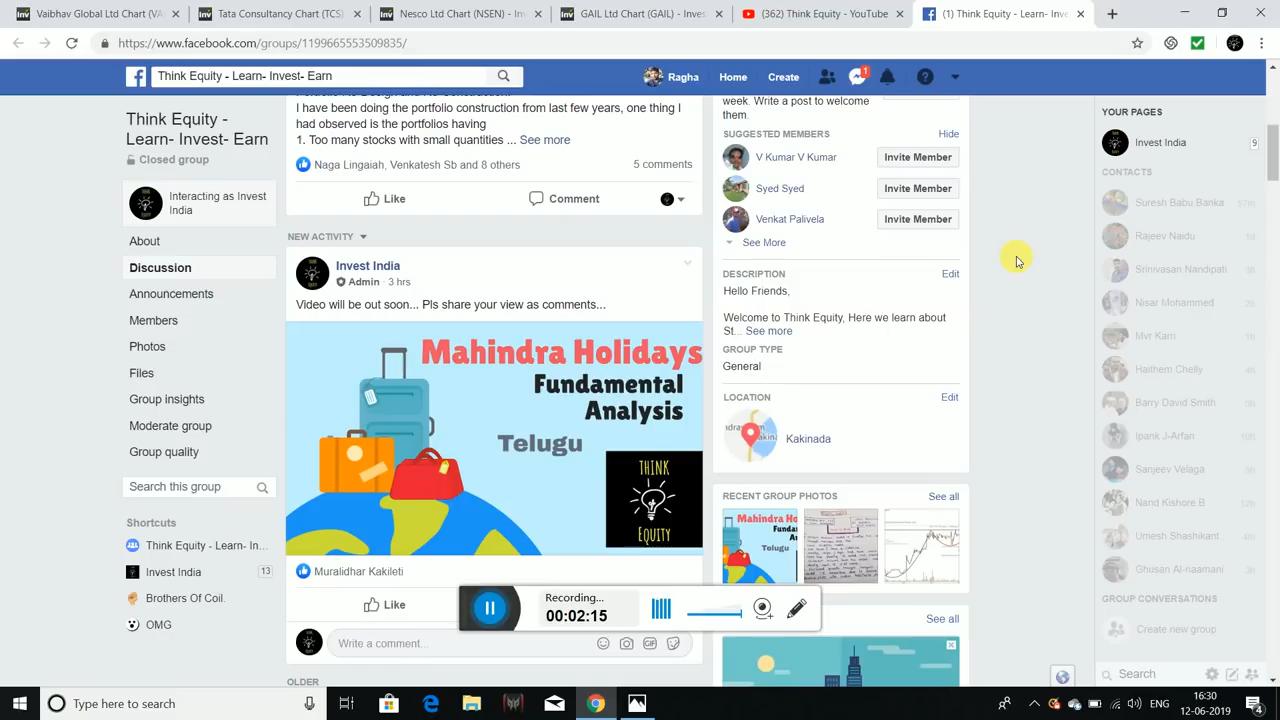 Vaibhav Global Ltd Chart (VA
Tata Consultancy Chart (TCS)
Nesco Ltd Chart (NSEN) - In
GAIL Ltd Chart (GAIL) - Inves
(362) Think Equity - YouTube
(1) Think Equity - Learn- Inve
https://www.facebook.com/groups/1199665553509835/
Think Equity - Learn- Invest- Earn
Ragha
Home
Create
1
Think Equity -
Learn- Invest- Earn
Closed group
Interacting as Invest
India
About
Discussion
Announcements
Members
Photos
Files
Group insights
Moderate group
Group quality
Search this group
Shortcuts
Think Equity - Learn- In...
Invest India 13
Brothers Of Coil.
OMG
I have been doing the portfolio construction from last few years, one thing I
had observed is the portfolios having
1. Too many stocks with small quantities ... See more
Naga Lingaiah, Venkatesh Sb and 8 others
5 comments
Like
Comment
NEW ACTIVITY
Invest India
Admin · 3 hrs
Video will be out soon... Pls share your view as comments...
Mahindra Holidays
Fundamental
Analysis
Telugu
THINK
EQUITY
Muralidhar Kakileti
Like
Write a comment...
GIF
OLDER
Recording...
00:02:15
week. Write a post to welcome
them.
SUGGESTED MEMBERS
Hide
V Kumar V Kumar
Invite Member
Syed Syed
Invite Member
Venkat Palivela
Invite Member
See More
DESCRIPTION
Edit
Hello Friends,
Welcome to Think Equity, Here we learn about
St... See more
GROUP TYPE
General
LOCATION
Edit
Kakinada
RECENT GROUP PHOTOS
See all
See all
YOUR PAGES
Invest India 9
CONTACTS
Suresh Babu Banka
Rajeev Naidu
Srinivasan Nandipati
Nisar Mohammed
Mvr Karn
Haithem Chelly
Barry David Smith
Ipank J-Arfan
Sanjeev Velaga
Nand Kishore B
Umesh Shashikant
Ghusan Al-naamani
GROUP CONVERSATIONS
Create new group
Search
Type here to search
16:30
12-06-2019
4